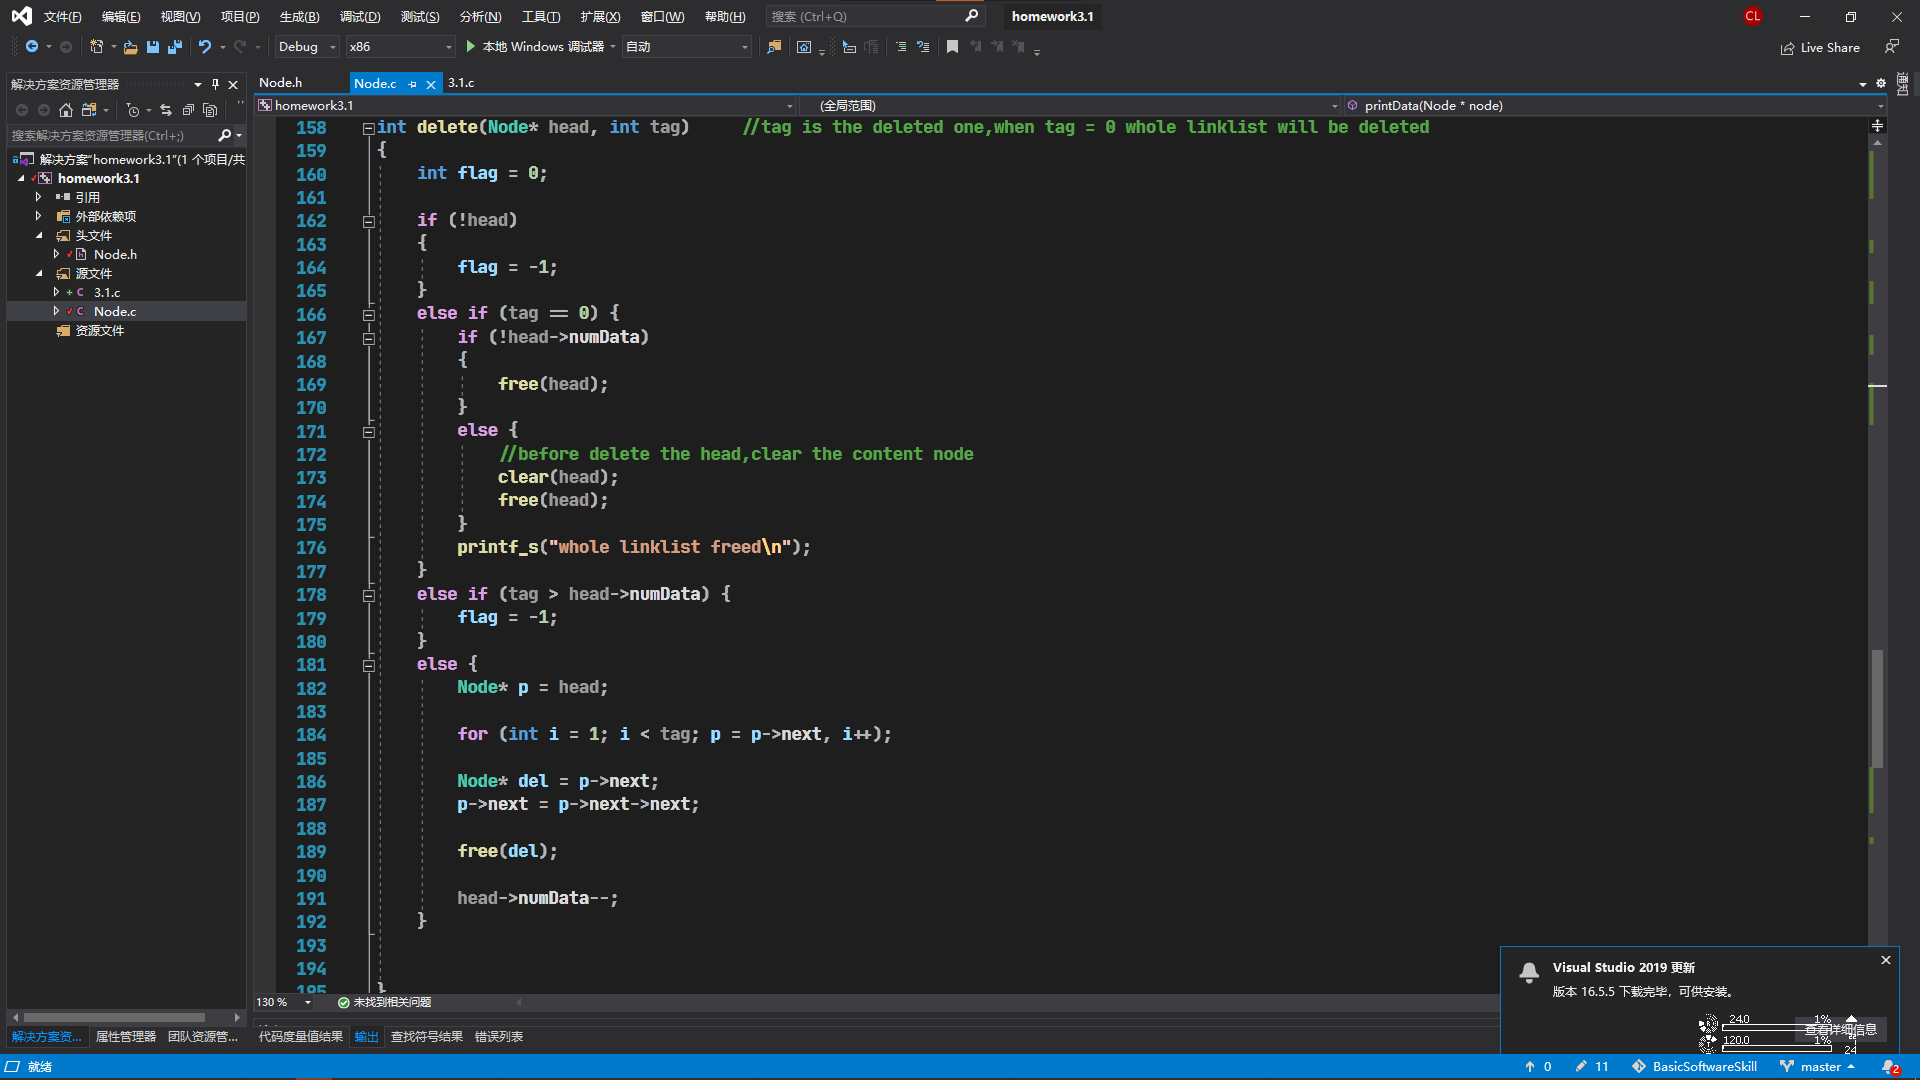 文件(F) 编辑(E) 视图(V) 项目(P) 生成(B) 调试(D) 测试(S) 分析(N) 工具(T) 扩展(X) 窗口(W) 帮助(H) 搜索 (Ctrl+Q) homework3.1 CL
Debug x86 本地 Windows 调试器 自动 Live Share
解决方案资源管理器
搜索解决方案资源管理器(Ctrl+;)
解决方案"homework3.1"(1 个项目/共
homework3.1
引用
外部依赖项
头文件
Node.h
源文件
3.1.c
Node.c
资源文件
Node.h Node.c 3.1.c
homework3.1 (全局范围) printData(Node * node)
158 int delete(Node* head, int tag) //tag is the deleted one,when tag = 0 whole linklist will be deleted
159 {
160 int flag = 0;
161
162 if (!head)
163 {
164 flag = -1;
165 }
166 else if (tag == 0) {
167 if (!head->numData)
168 {
169 free(head);
170 }
171 else {
172 //before delete the head,clear the content node
173 clear(head);
174 free(head);
175 }
176 printf_s("whole linklist freed\n");
177 }
178 else if (tag > head->numData) {
179 flag = -1;
180 }
181 else {
182 Node* p = head;
183
184 for (int i = 1; i < tag; p = p->next, i++);
185
186 Node* del = p->next;
187 p->next = p->next->next;
188
189 free(del);
190
191 head->numData--;
192 }
193
194
195 }
130 % 未找到相关问题
解决方案资... 属性管理器 团队资源管... 代码度量值结果 输出 查找符号结果 错误列表
Visual Studio 2019 更新
版本 16.5.5 下载完毕，可供安装。
查看详细信息
24.0 1%
120.0 1%
24
就绪 0 11 BasicSoftwareSkill master 2